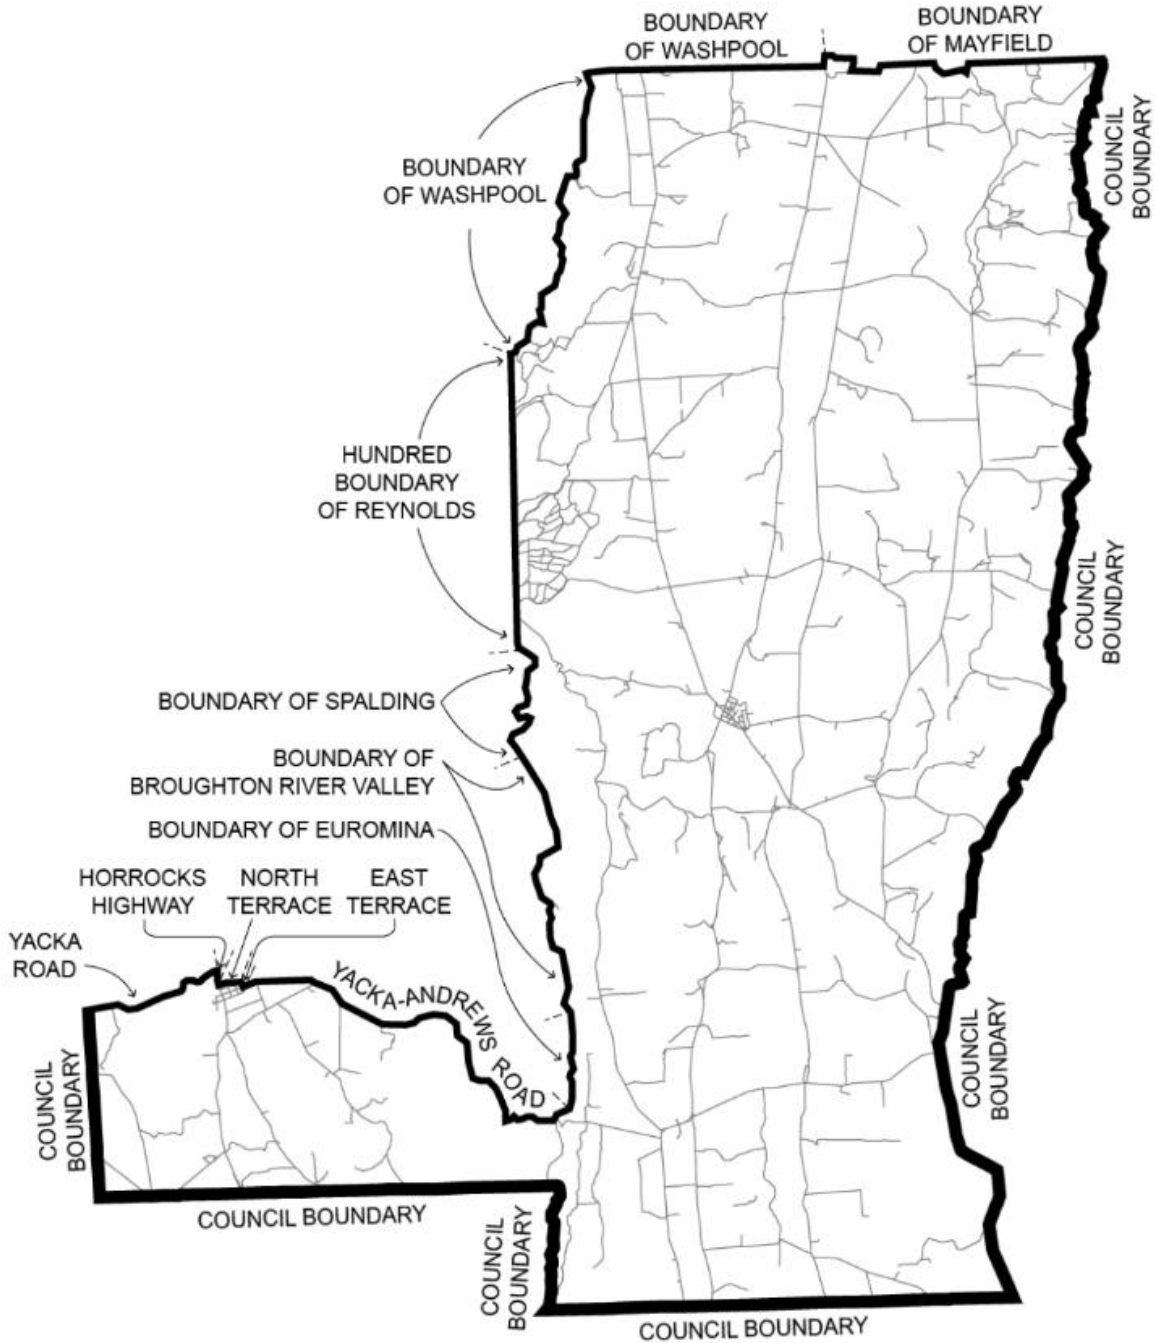 BOUNDARY
OF WASHPOOL
BOUNDARY
OF MAYFIELD
COUNCIL
BOUNDARY
BOUNDARY
OF WASHPOOL
HUNDRED
BOUNDARY
OF REYNOLDS
COUNCIL
BOUNDARY
BOUNDARY OF SPALDING
BOUNDARY OF
BROUGHTON RIVER VALLEY
BOUNDARY OF EUROMINA
HORROCKS
HIGHWAY
NORTH
TERRACE
EAST
TERRACE
YACKA
ROAD
YACKA-ANDREWS ROAD
COUNCIL
BOUNDARY
COUNCIL
BOUNDARY
COUNCIL BOUNDARY
COUNCIL
BOUNDARY
COUNCIL BOUNDARY